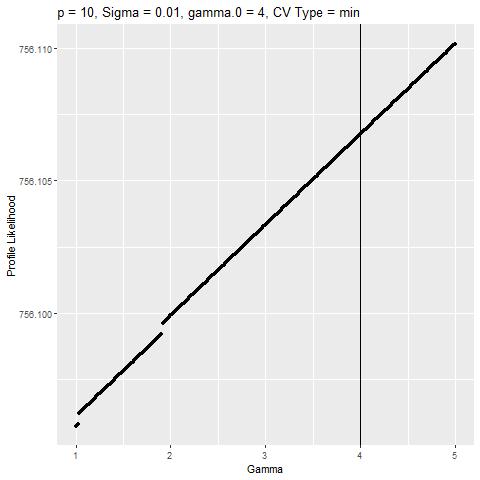 p = 10, Sigma = 0.01, gamma.0 = 4, CV Type = min
756.110
756.105
756.100
Profile Likelihood
1 2 3 4 5
Gamma